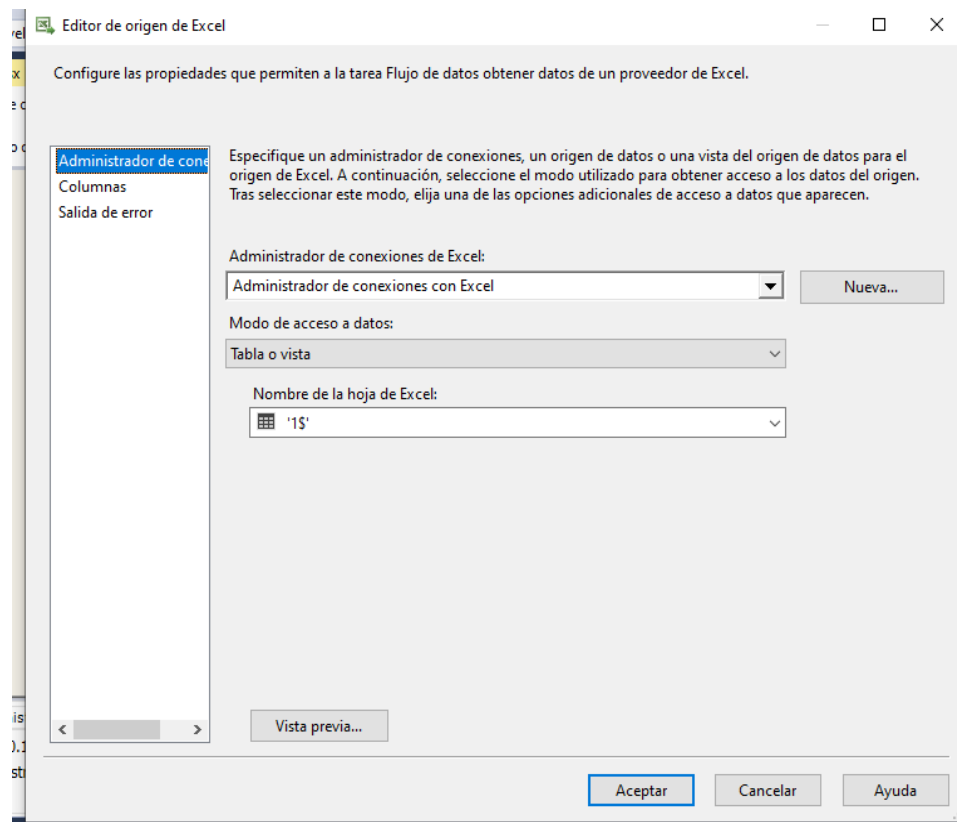 Editor de origen de Excel
Configure las propiedades que permiten a la tarea Flujo de datos obtener datos de un proveedor de Excel.
Administrador de cone
Columnas
Salida de error
Especifique un administrador de conexiones, un origen de datos o una vista del origen de datos para el
origen de Excel. A continuación, seleccione el modo utilizado para obtener acceso a los datos del origen.
Tras seleccionar este modo, elija una de las opciones adicionales de acceso a datos que aparecen.
Administrador de conexiones de Excel:
Administrador de conexiones con Excel
Nueva...
Modo de acceso a datos:
Tabla o vista
Nombre de la hoja de Excel:
'1$'
Vista previa...
Aceptar
Cancelar
Ayuda